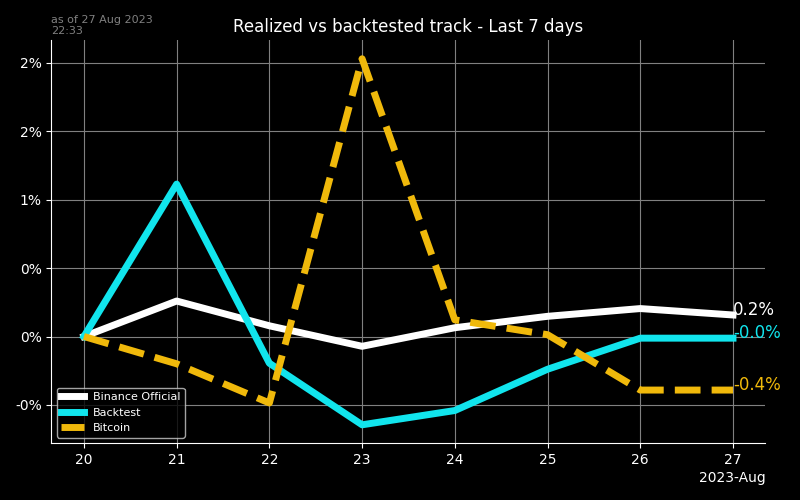 as of 27 Aug 2023
22:33
Realized vs backtested track - Last 7 days
2%
2%
1%
0%
0%
-0%
0.2%
-0.0%
-0.4%
Binance Official
Backtest
Bitcoin
20 21 22 23 24 25 26 27
2023-Aug